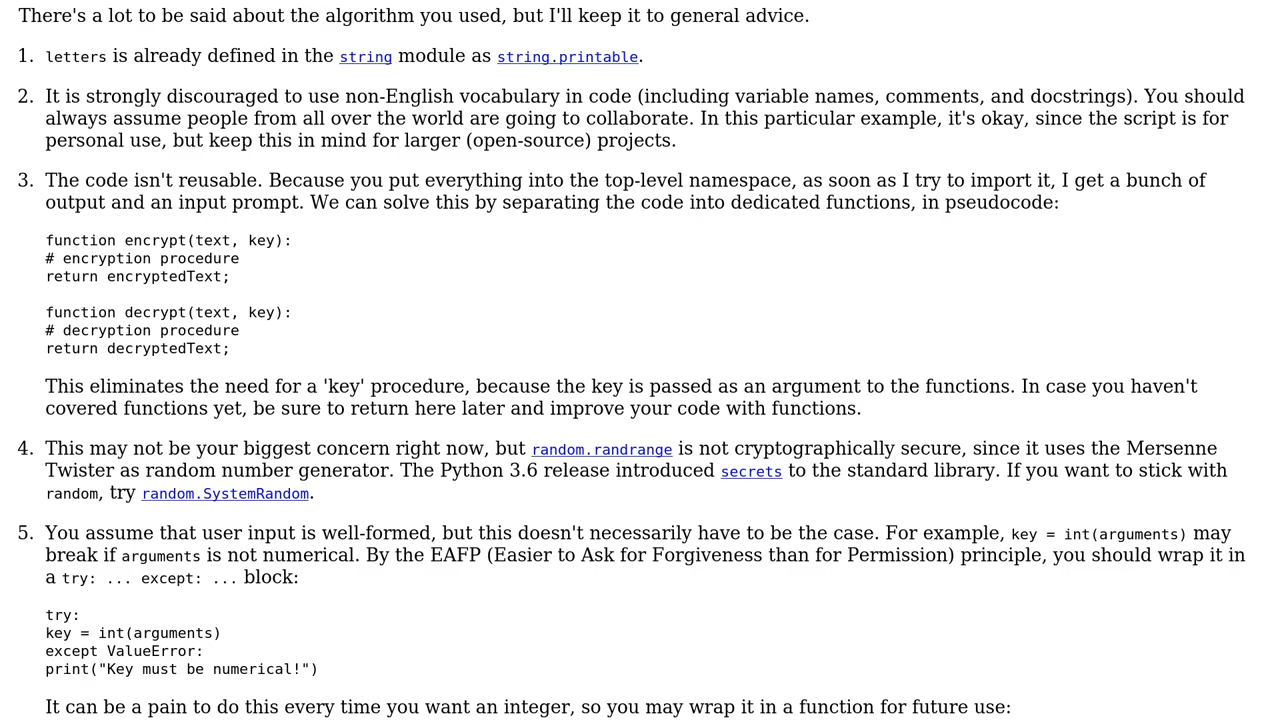 There's a lot to be said about the algorithm you used, but I'll keep it to general advice.
1. letters is already defined in the string module as string.printable.
2. It is strongly discouraged to use non-English vocabulary in code (including variable names, comments, and docstrings). You should
always assume people from all over the world are going to collaborate. In this particular example, it's okay, since the script is for
personal use, but keep this in mind for larger (open-source) projects.
3. The code isn't reusable. Because you put everything into the top-level namespace, as soon as I try to import it, I get a bunch of
output and an input prompt. We can solve this by separating the code into dedicated functions, in pseudocode:
function encrypt(text, key):
# encryption procedure
return encryptedText;
function decrypt(text, key):
# decryption procedure
return decryptedText;
This eliminates the need for a 'key' procedure, because the key is passed as an argument to the functions. In case you haven't
covered functions yet, be sure to return here later and improve your code with functions.
4. This may not be your biggest concern right now, but random.randrange is not cryptographically secure, since it uses the Mersenne
Twister as random number generator. The Python 3.6 release introduced secrets to the standard library. If you want to stick with
random, try random.SystemRandom.
5. You assume that user input is well-formed, but this doesn't necessarily have to be the case. For example, key = int(arguments) may
break if arguments is not numerical. By the EAFP (Easier to Ask for Forgiveness than for Permission) principle, you should wrap it in
a try: ... except: ... block:
try:
key = int(arguments)
except ValueError:
print("Key must be numerical!")
It can be a pain to do this every time you want an integer, so you may wrap it in a function for future use: